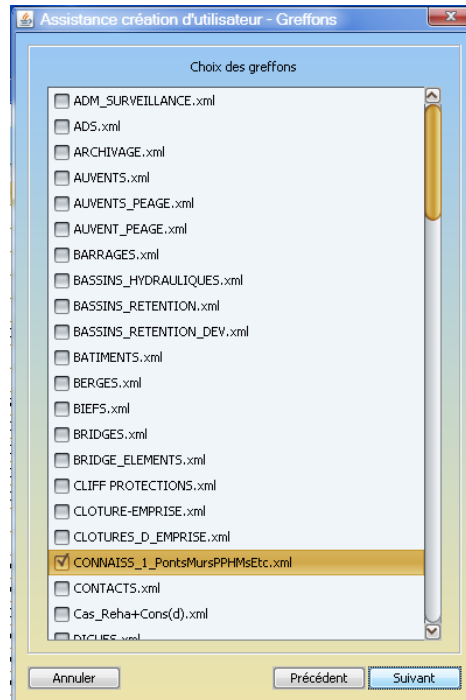 Assistance création d'utilisateur - Greffons
Choix des greffons
ADM_SURVEILLANCE.xml
ADS.xml
ARCHIVAGE.xml
AUVENTS.xml
AUVENTS_PEAGE.xml
AUVENT_PEAGE.xml
BARRAGES.xml
BASSINS_HYDRAULIQUES.xml
BASSINS_RETENTION.xml
BASSINS_RETENTION_DEV.xml
BATIMENTS.xml
BERGES.xml
BIEFS.xml
BRIDGES.xml
BRIDGE_ELEMENTS.xml
CLIFF PROTECTIONS.xml
CLOTURE-EMPRISE.xml
CLOTURES_D_EMPRISE.xml
CONNAISS_1_PontsMursPPHMsEtc.xml
CONTACTS.xml
Cas_Reha+Cons(d).xml
DIGUES.xml
Annuler Précédent Suivant